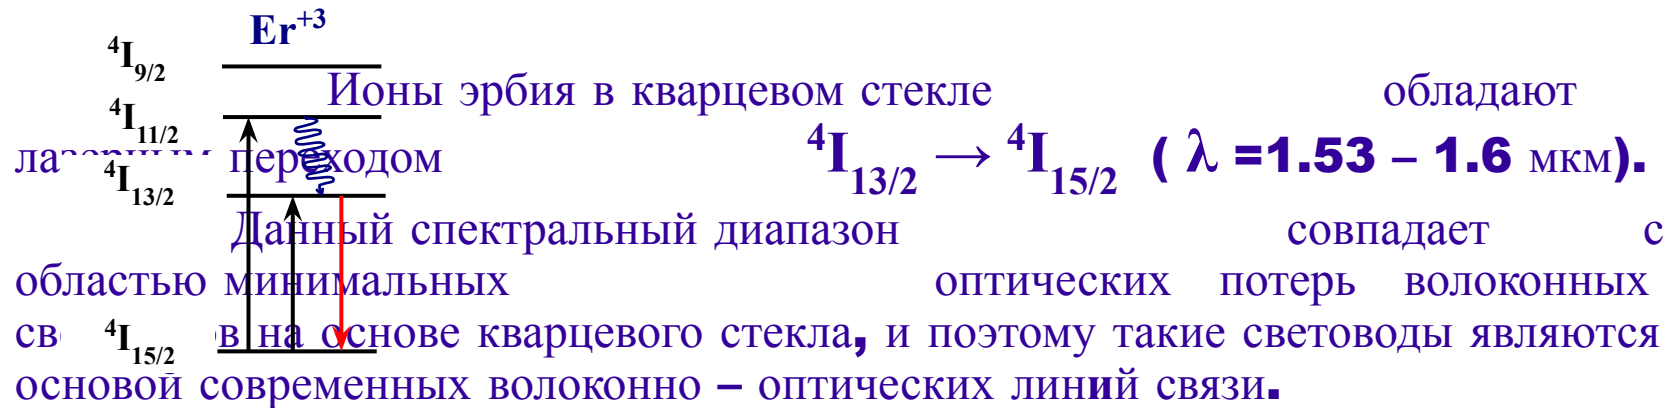 Er+3
4I9/2
Ионы эрбия в кварцевом стекле обладают
4I11/2
переходом 4I13/2 → 4I15/2 ( λ =1.53 – 1.6 мкм).
4I13/2
Данный спектральный диапазон совпадает с
областью минимальных оптических потерь волоконных
на основе кварцевого стекла, и поэтому такие световоды являются
4I15/2
основой современных волоконно – оптических линий связи.